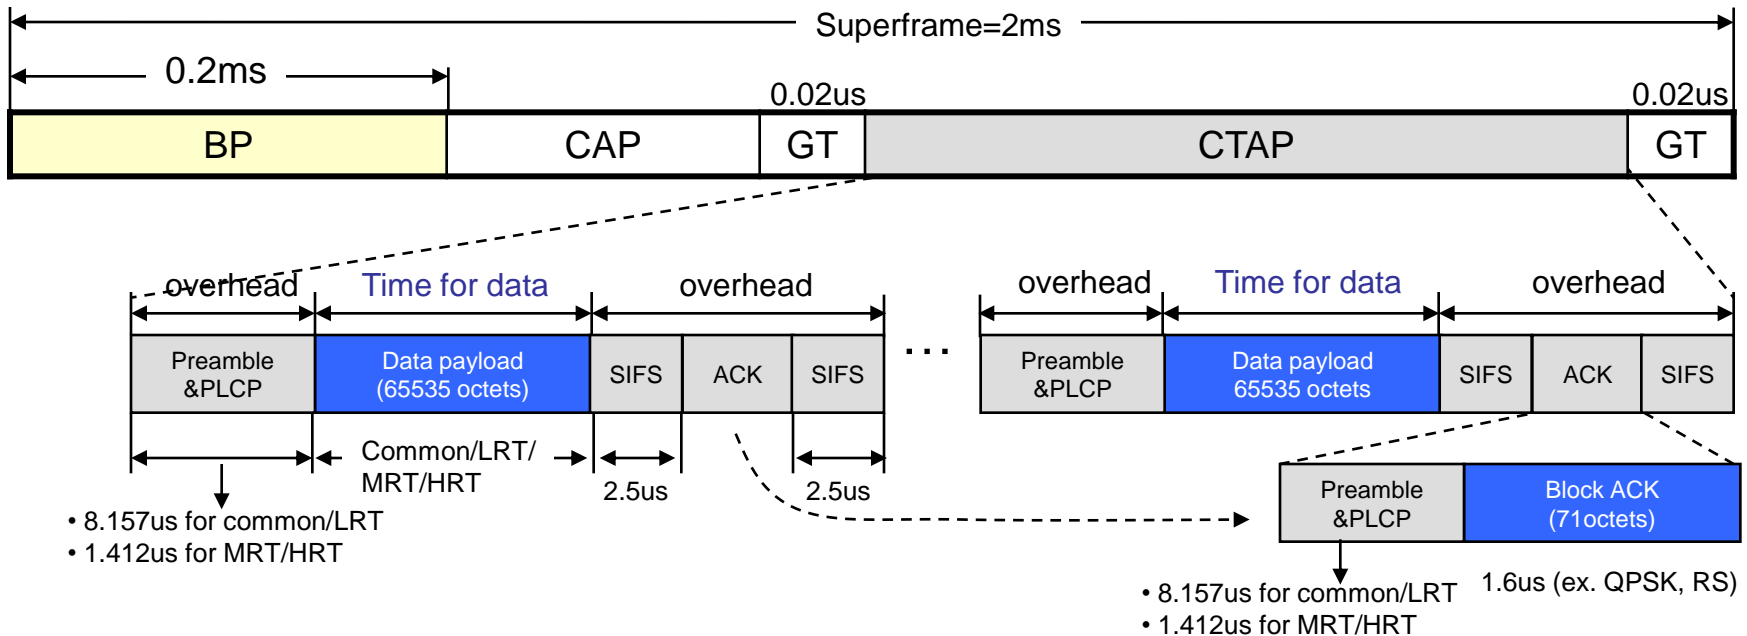 Superframe=2ms
0.2ms
0.02us
0.02us
BP
CAP
GT
CTAP
GT
overhead
Time for data
overhead
overhead
Time for data
overhead
Preamble
&PLCP
Data payload
(65535 octets)
SIFS
ACK
SIFS
...
Preamble
&PLCP
Data payload
65535 octets
SIFS
ACK
SIFS
Common/LRT/
MRT/HRT
2.5us
2.5us
• 8.157us for common/LRT
• 1.412us for MRT/HRT
Preamble
&PLCP
Block ACK
(71octets)
1.6us (ex. QPSK, RS)
• 8.157us for common/LRT
• 1.412us for MRT/HRT